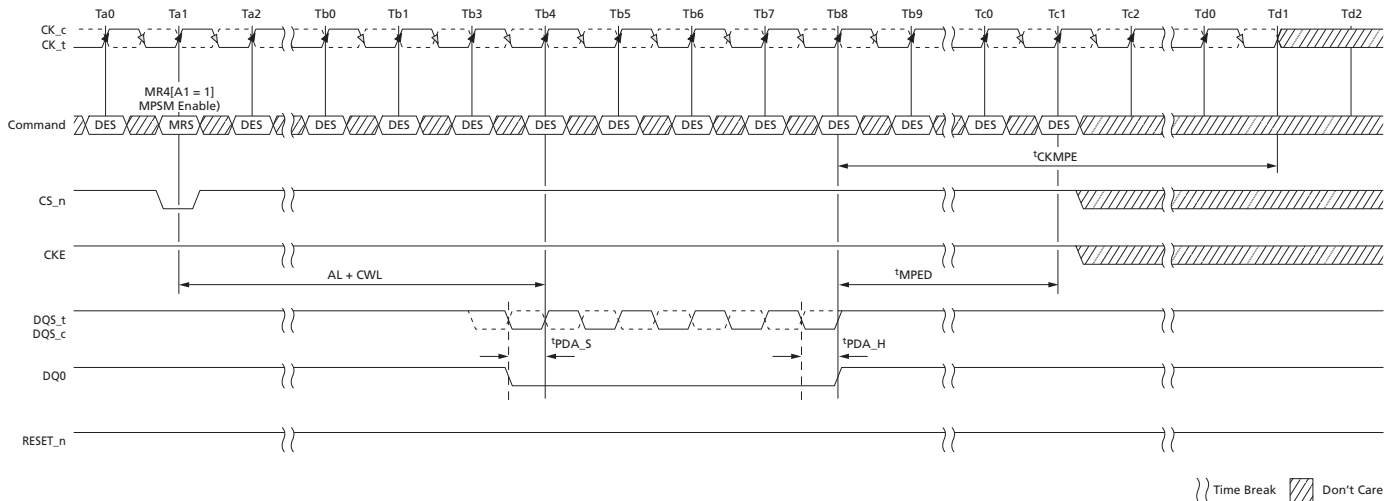 Ta0 Ta1 Ta2 Tb0 Tb1 Tb3 Tb4 Tb5 Tb6 Tb7 Tb8 Tb9 Tc0 Tc1 Tc2 Td0 Td1 Td2
CK_c
CK_t
MR4[A1 = 1]
MPSM Enable)
Command DES MRS DES DES DES DES DES DES DES DES DES DES DES DES
tCKMPE
CS_n
CKE
AL + CWL tMPED
DQS_t
DQS_c
tPDA_S tPDA_H
DQ0
RESET_n
Time Break Don't Care